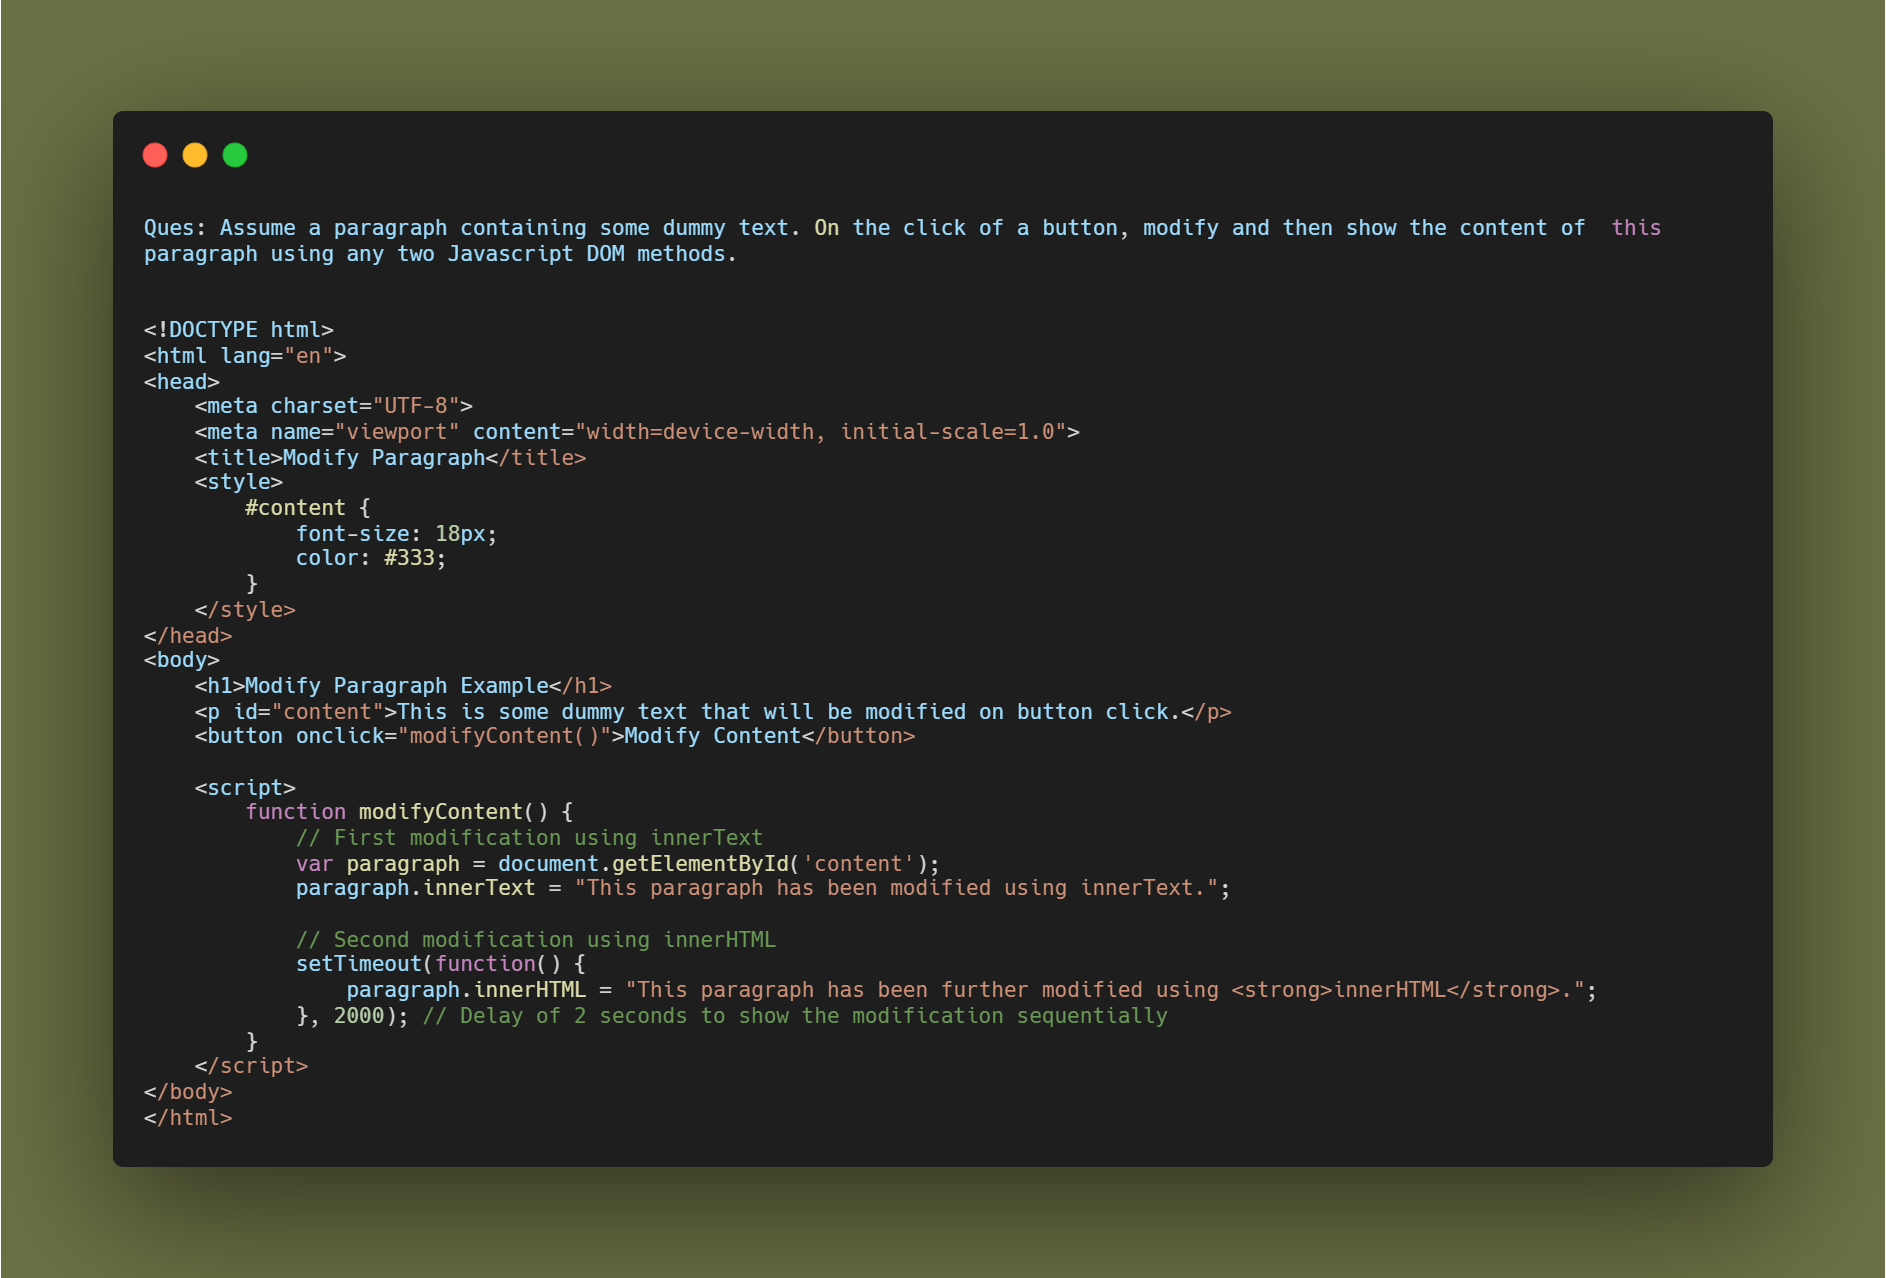 Ques: Assume a paragraph containing some dummy text. On the click of a button, modify and then show the content of  this
paragraph using any two Javascript DOM methods.
<!DOCTYPE html>
<html lang="en">
<head>
    <meta charset="UTF-8">
    <meta name="viewport" content="width=device-width, initial-scale=1.0">
    <title>Modify Paragraph</title>
    <style>
        #content {
            font-size: 18px;
            color: #333;
        }
    </style>
</head>
<body>
    <h1>Modify Paragraph Example</h1>
    <p id="content">This is some dummy text that will be modified on button click.</p>
    <button onclick="modifyContent()">Modify Content</button>
    <script>
        function modifyContent() {
            // First modification using innerText
            var paragraph = document.getElementById('content');
            paragraph.innerText = "This paragraph has been modified using innerText.";
            // Second modification using innerHTML
            setTimeout(function() {
                paragraph.innerHTML = "This paragraph has been further modified using <strong>innerHTML</strong>.";
            }, 2000); // Delay of 2 seconds to show the modification sequentially
        }
    </script>
</body>
</html>